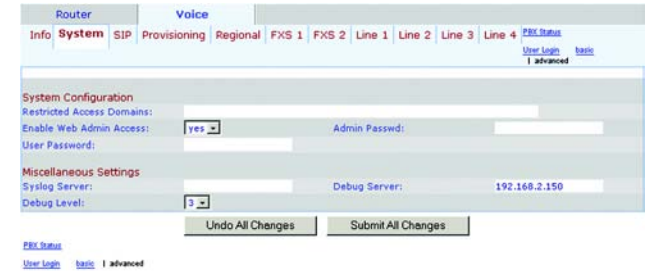 Router Voice
Info System SIP Provisioning Regional FXS 1 FXS 2 Line 1 Line 2 Line 3 Line 4 PBX Status
User Login basic
| advanced
System Configuration
Restricted Access Domains:
Enable Web Admin Access: yes Admin Passwd:
User Password:
Miscellaneous Settings
Syslog Server: Debug Server: 192.168.2.150
Debug Level: 3
Undo All Changes Submit All Changes
PBX Status
User Login basic | advanced